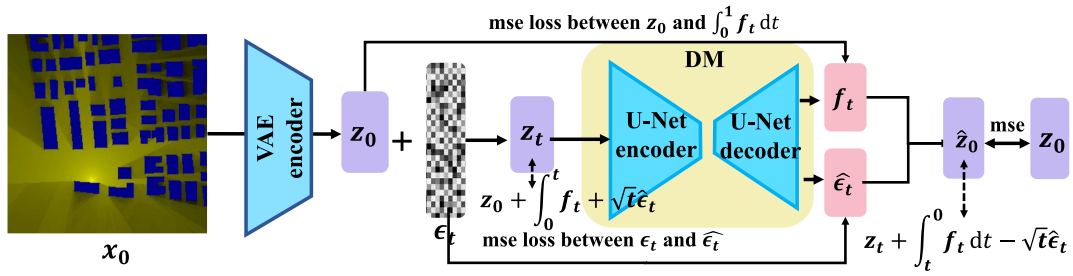 mse loss between z₀ and ∫₀¹ fₜ dt
DM
VAE
encoder
z₀
+
zₜ
U-Net
encoder
U-Net
decoder
fₜ
ϵ̂ₜ
ẑ₀
mse
z₀
z₀ + ∫₀ᵗ fₜ + √t ϵ̂ₜ
x₀
ϵₜ
mse loss between ϵₜ and ϵ̂ₜ
zₜ + ∫ₜ⁰ fₜ dt − √t ϵ̂ₜ